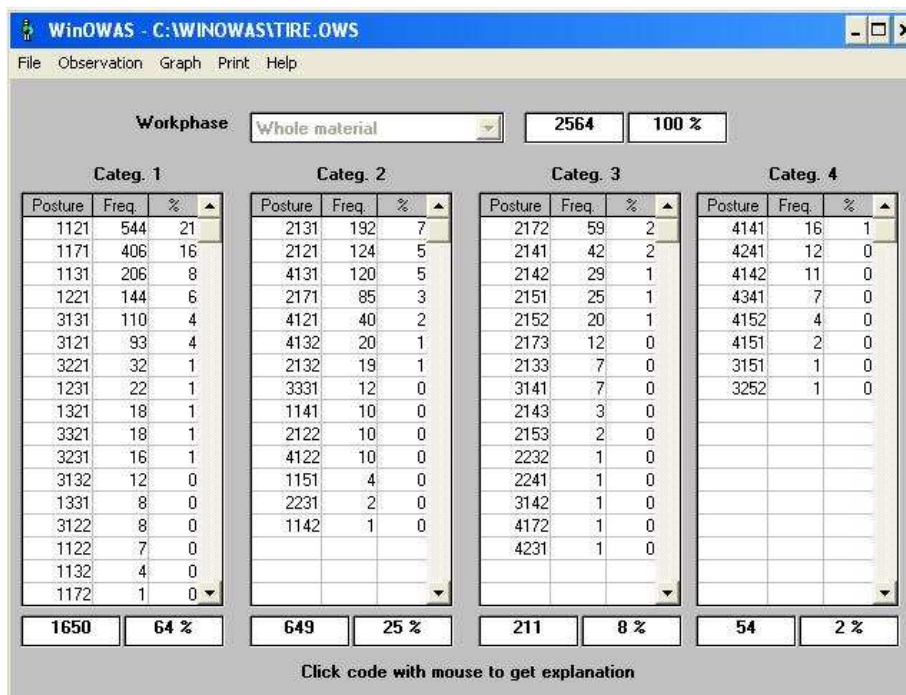 WinOWAS - C:\WINOWAS\TIRE.OWS
File Observation Graph Print Help
Workphase Whole material 2564 100 %
Categ. 1 Categ. 2 Categ. 3 Categ. 4
Posture Freq. % Posture Freq. % Posture Freq. % Posture Freq. %
1121 544 21 2131 192 7 2172 59 2 4141 16 1
1171 406 16 2121 124 5 2141 42 2 4241 12 0
1131 206 8 4131 120 5 2142 29 1 4142 11 0
1221 144 6 2171 85 3 2151 25 1 4341 7 0
3131 110 4 4121 40 2 2152 20 1 4152 4 0
3121 93 4 4132 20 1 2173 12 0 4151 2 0
3221 32 1 2132 19 1 2133 7 0 3151 1 0
1231 22 1 3331 12 0 3141 7 0 3252 1 0
1321 18 1 1141 10 0 2143 3 0
3321 18 1 2122 10 0 2153 2 0
3231 16 1 4122 10 0 2232 1 0
3132 12 0 1151 4 0 2241 1 0
1331 8 0 2231 2 0 3142 1 0
3122 8 0 1142 1 0 4172 1 0
1122 7 0 4231 1 0
1132 4 0
1172 1 0
1650 64 % 649 25 % 211 8 % 54 2 %
Click code with mouse to get explanation